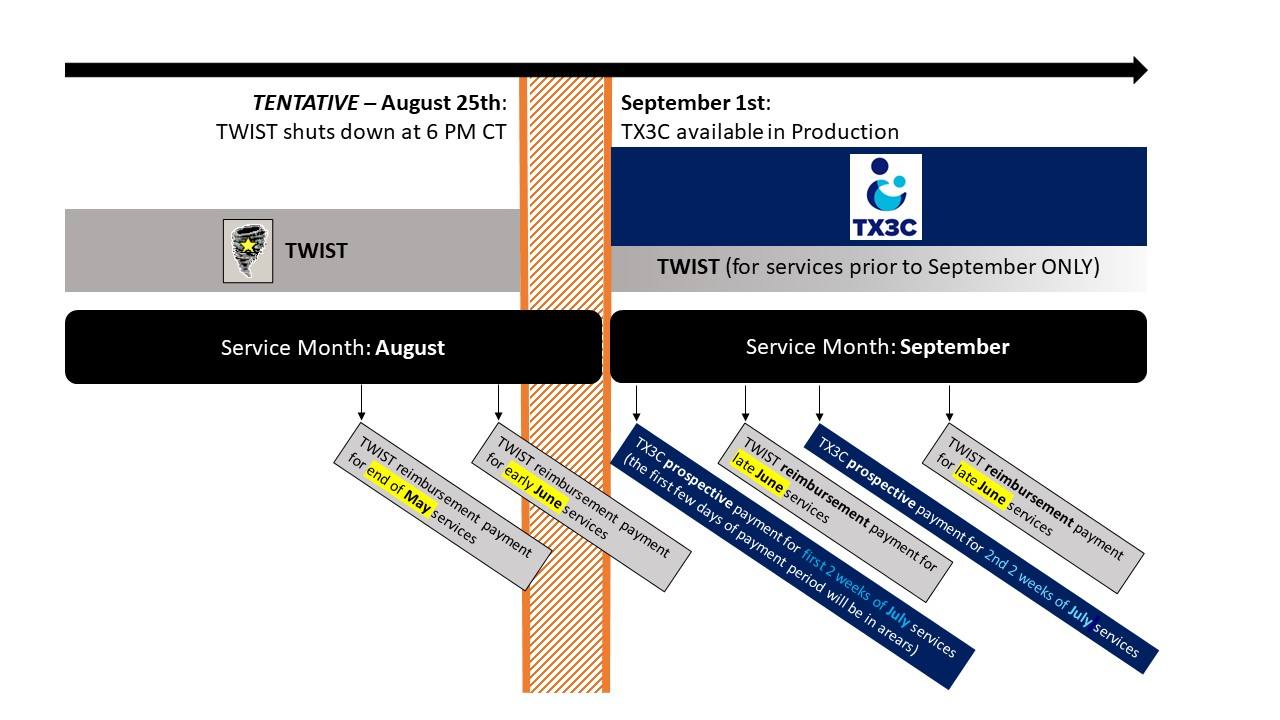 TENTATIVE – August 25th:
TWIST shuts down at 6 PM CT
September 1st:
TX3C available in Production
TX3C
TWIST
TWIST (for services prior to September ONLY)
Service Month: August
Service Month: September
TWIST reimbursement payment
for end of May services
TWIST reimbursement payment
for early June services
TX3C prospective payment for first 2 weeks of July services
(the first few days of payment period will be in arears)
TWIST reimbursement payment for
late June services
TX3C prospective payment for 2nd 2 weeks of July services
TWIST reimbursement payment
for late June services